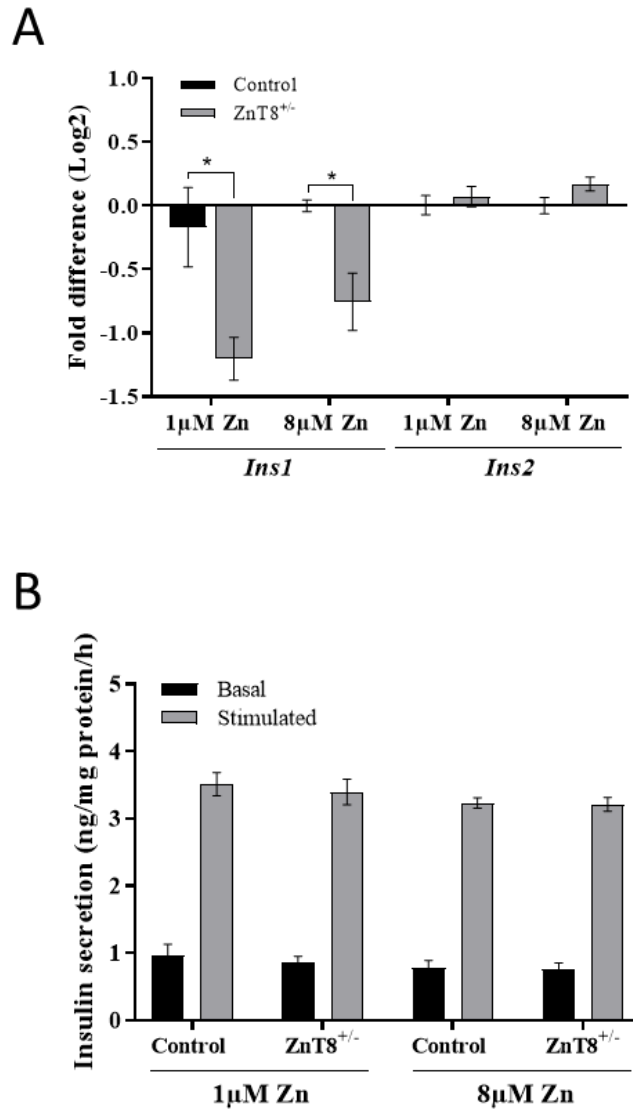 A
Fold difference (Log2)
1.0
0.5
0.0
-0.5
-1.0
-1.5
Control
ZnT8+/-
* *
1µM Zn 8µM Zn 1µM Zn 8µM Zn
Ins1 Ins2
B
Insulin secretion (ng/mg protein/h)
5
4
3
2
1
0
Basal
Stimulated
Control ZnT8+/- Control ZnT8+/-
1µM Zn 8µM Zn